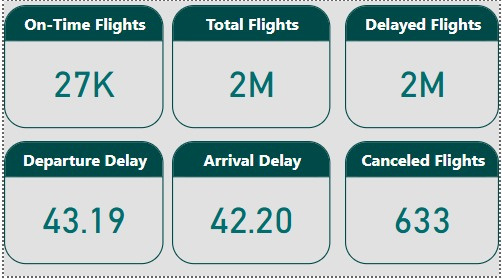 On-Time Flights
27K
Total Flights
2M
Delayed Flights
2M
Departure Delay
43.19
Arrival Delay
42.20
Canceled Flights
633